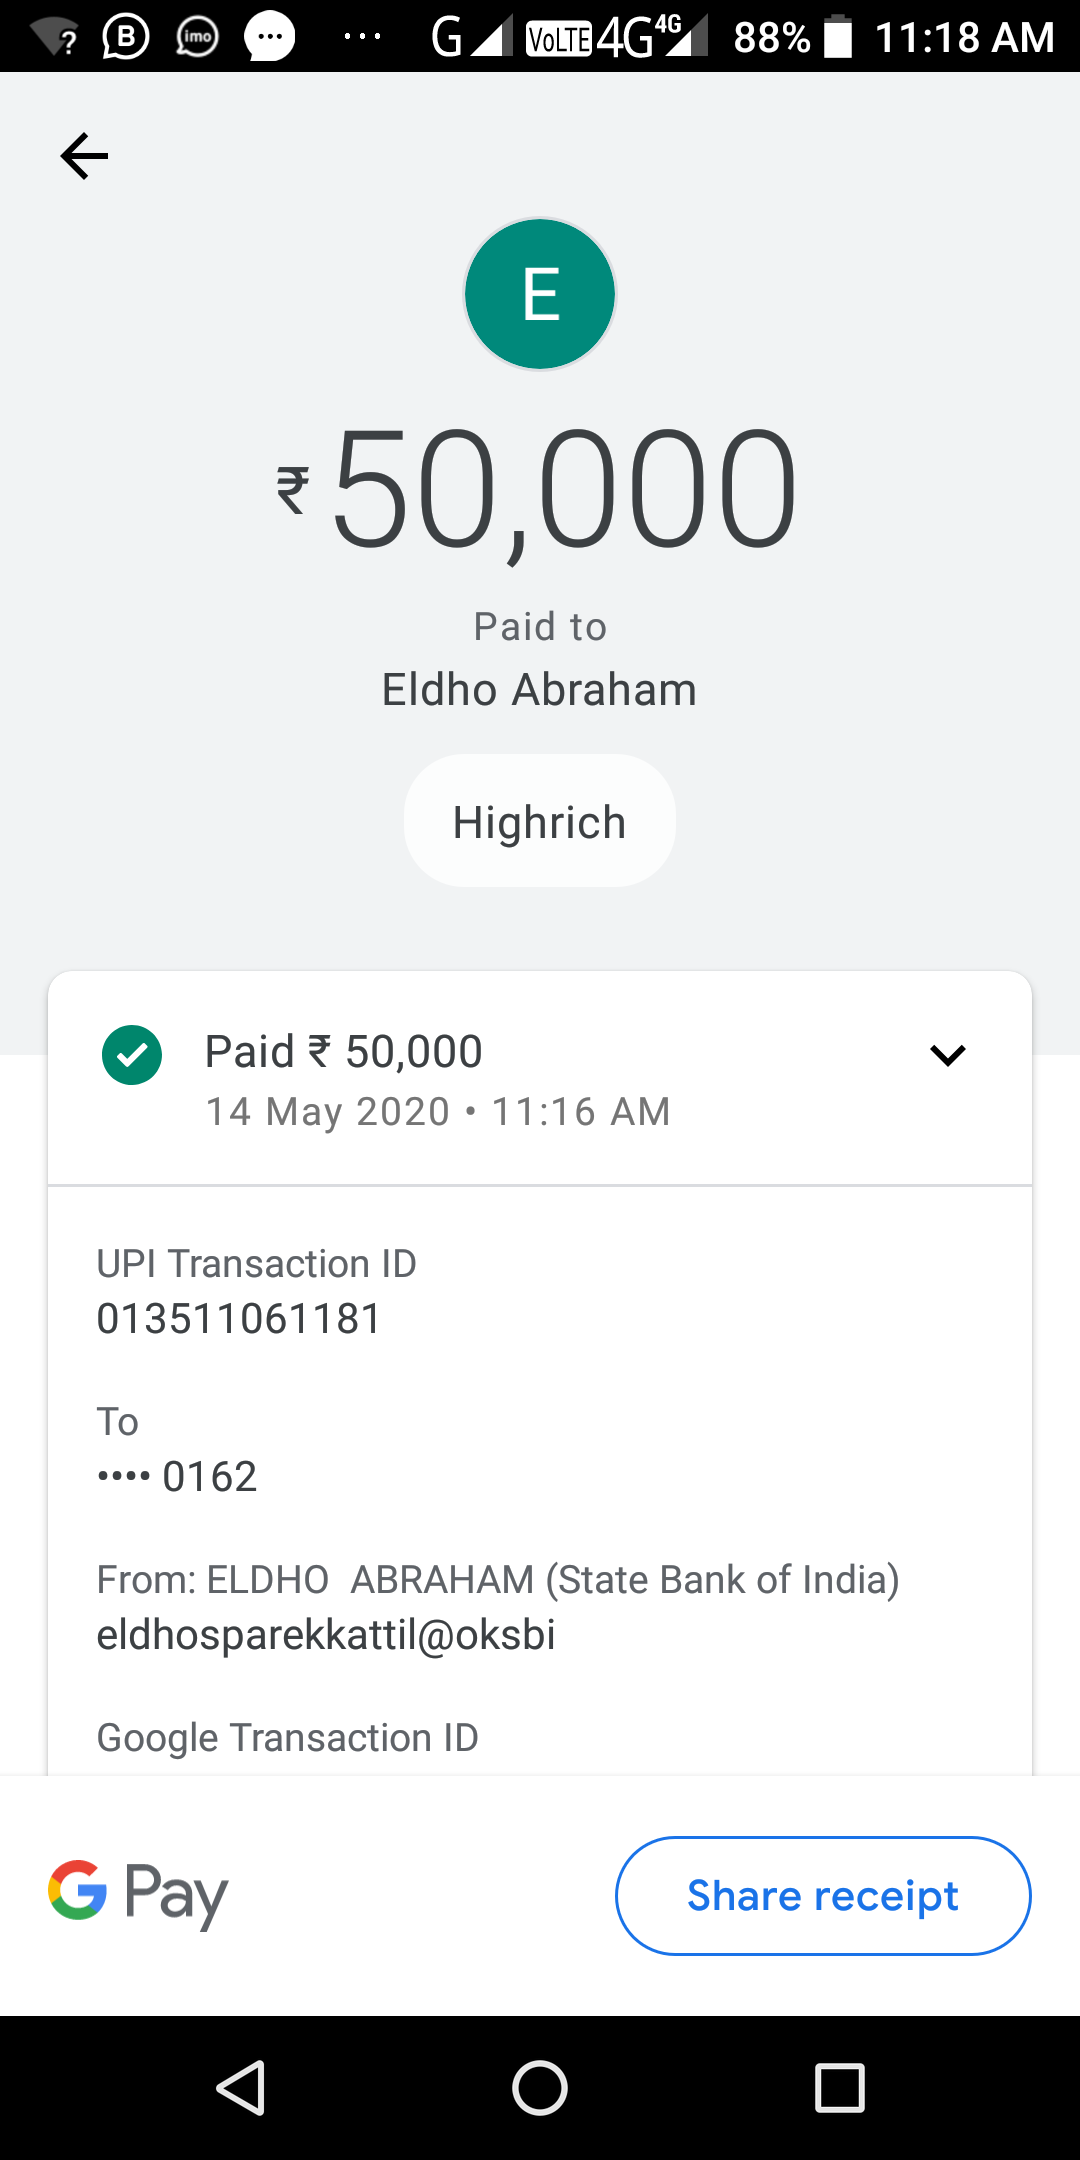 ? B imo G VoLTE 4G 4G 88% 11:18 AM
E
₹50,000
Paid to
Eldho Abraham
Highrich
Paid ₹ 50,000
14 May 2020 • 11:16 AM
UPI Transaction ID
013511061181
To
•••• 0162
From: ELDHO  ABRAHAM (State Bank of India)
eldhosparekkattil@oksbi
Google Transaction ID
G Pay
Share receipt